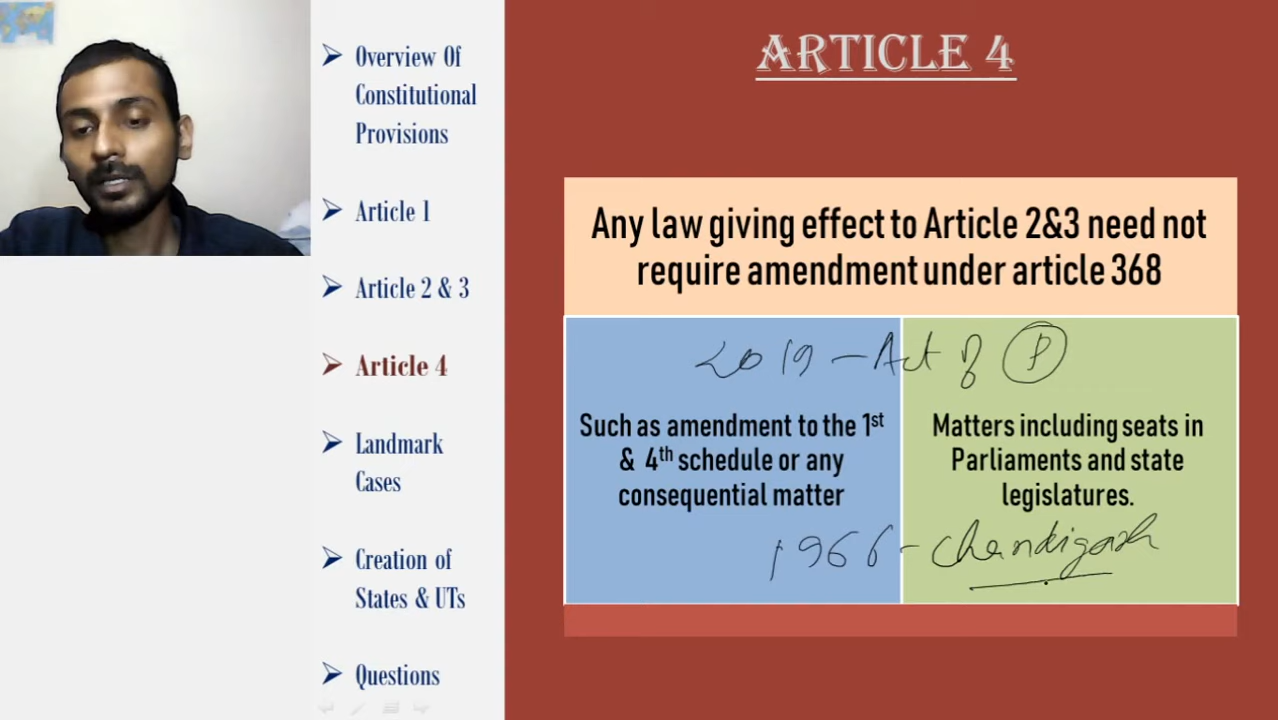 Overview Of
Constitutional
Provisions
Article 1
Article 2 & 3
Article 4
Landmark
Cases
Creation of
States & UTs
Questions
ARTICLE 4
Any law giving effect to Article 2&3 need not
require amendment under article 368
2019 - Act of P
Such as amendment to the 1st
& 4th schedule or any
consequential matter
Matters including seats in
Parliaments and state
legislatures.
1966 - Chandigarh